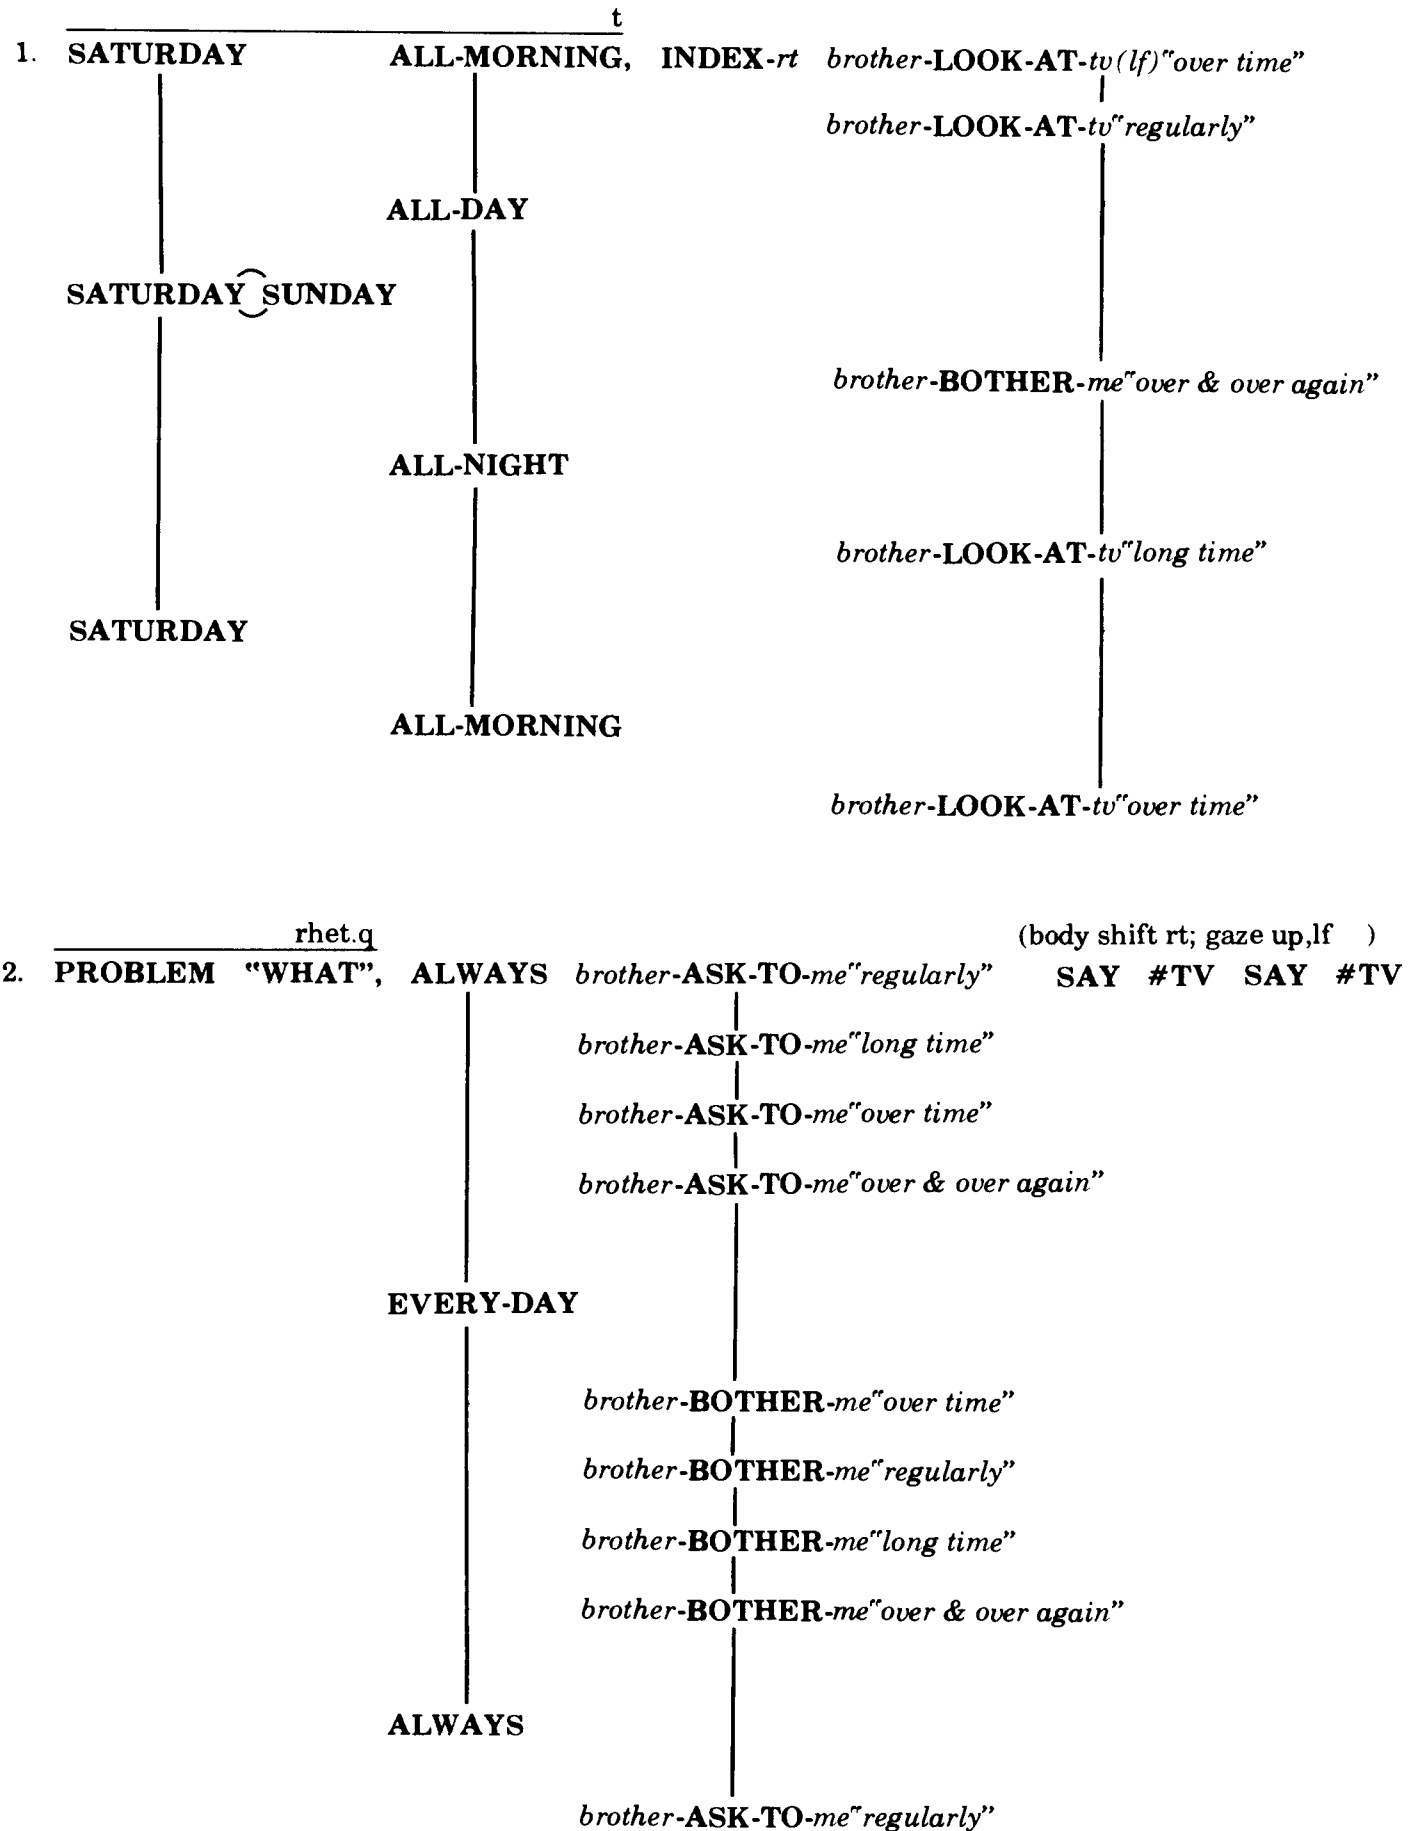 t
1. SATURDAY ALL-MORNING, INDEX-rt brother-LOOK-AT-tv(lf)"over time"
brother-LOOK-AT-tv"regularly"
ALL-DAY
SATURDAY SUNDAY
brother-BOTHER-me"over & over again"
ALL-NIGHT
brother-LOOK-AT-tv"long time"
SATURDAY
ALL-MORNING
brother-LOOK-AT-tv"over time"
rhet.q (body shift rt; gaze up,lf )
2. PROBLEM "WHAT", ALWAYS brother-ASK-TO-me"regularly" SAY #TV SAY #TV
brother-ASK-TO-me"long time"
brother-ASK-TO-me"over time"
brother-ASK-TO-me"over & over again"
EVERY-DAY
brother-BOTHER-me"over time"
brother-BOTHER-me"regularly"
brother-BOTHER-me"long time"
brother-BOTHER-me"over & over again"
ALWAYS
brother-ASK-TO-me"regularly"